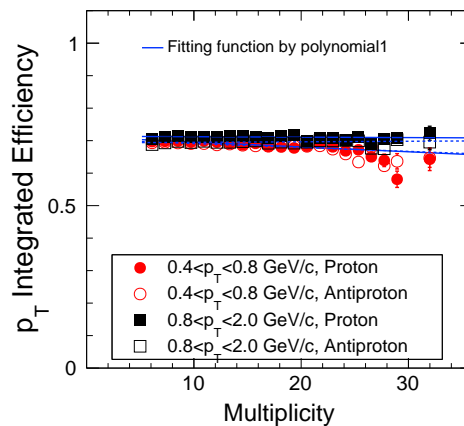 1
Fitting function by polynomial1
p_T Integrated Efficiency
0.5
0.4<p_T<0.8 GeV/c, Proton
0.4<p_T<0.8 GeV/c, Antiproton
0.8<p_T<2.0 GeV/c, Proton
0.8<p_T<2.0 GeV/c, Antiproton
0
10 20 30
Multiplicity